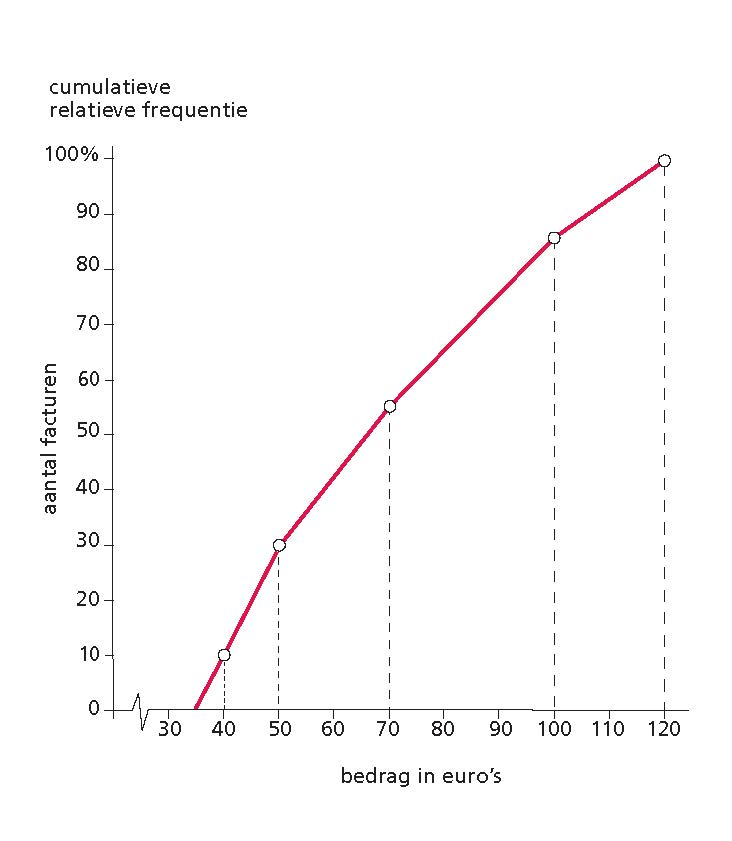 cumulatieve
relatieve frequentie
100%
90
80
70
60
50
40
30
20
10
0
aantal facturen
30 40 50 60 70 80 90 100 110 120
bedrag in euro's